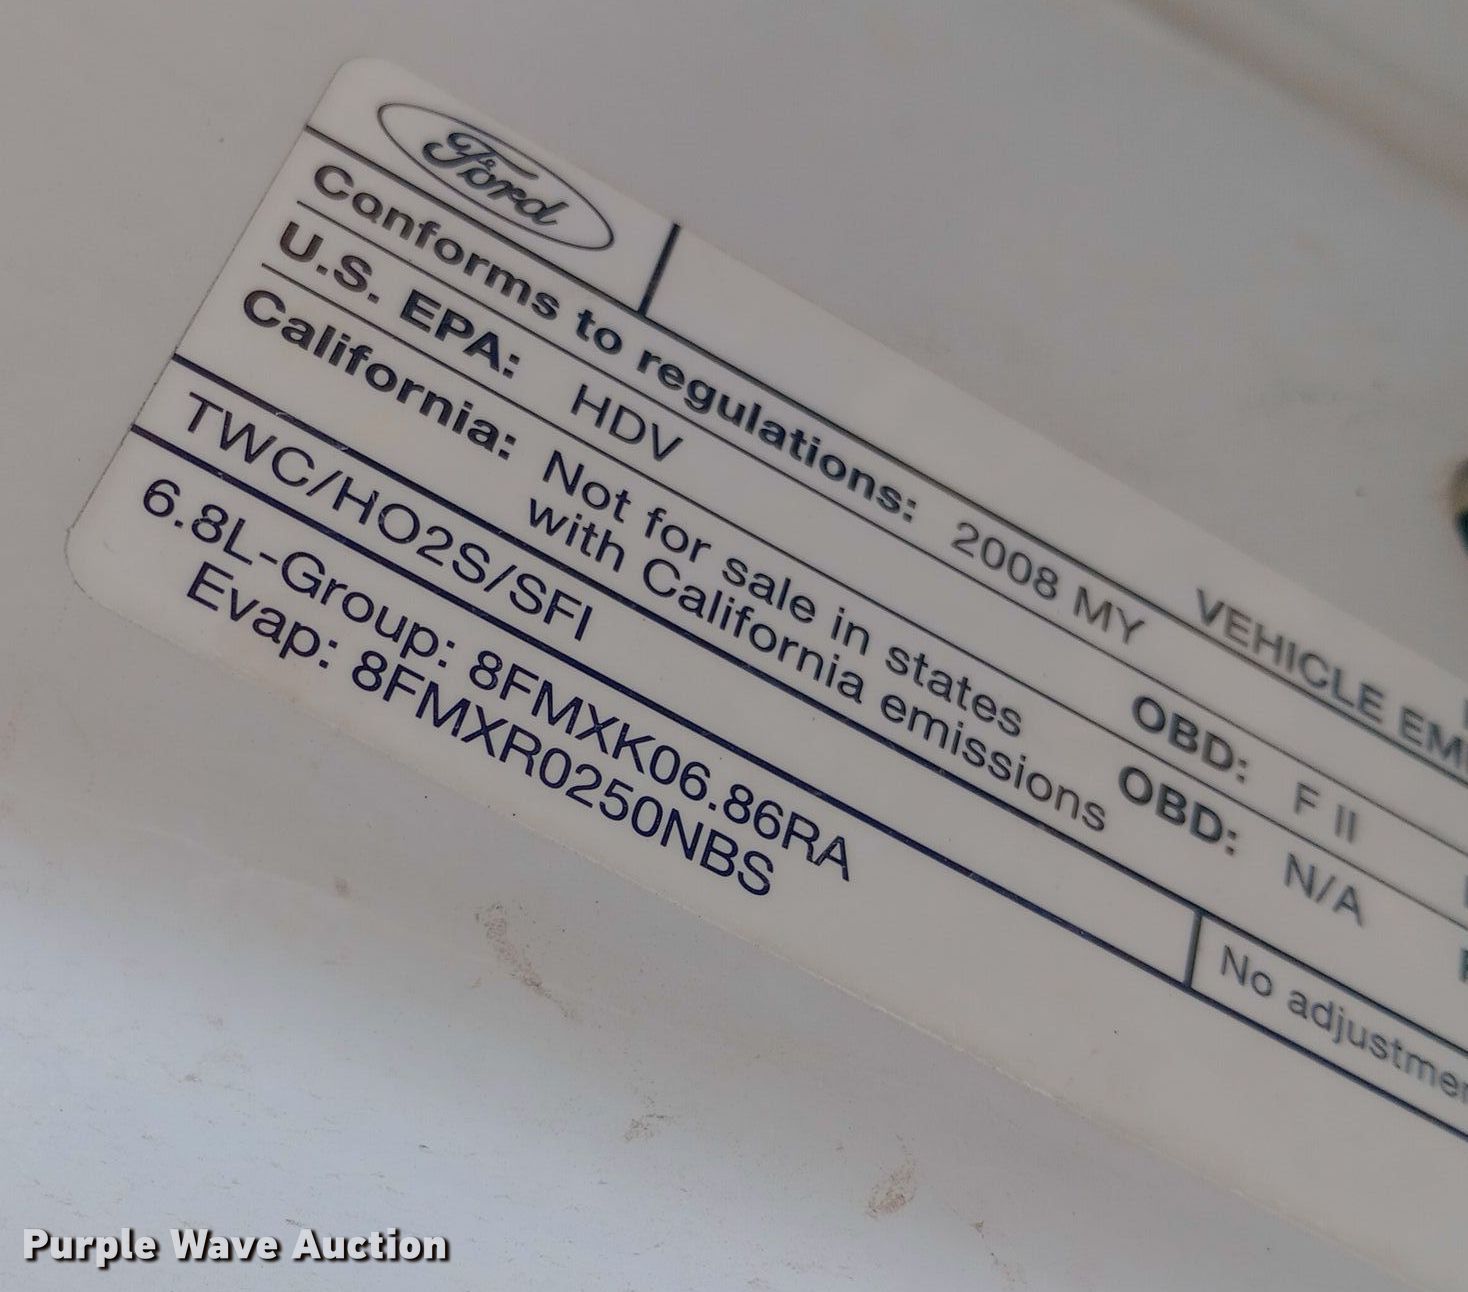 Ford
VEHICLE EM
Conforms to regulations: 2008 MY
U.S. EPA: HDV OBD: F II
California: Not for sale in states OBD: N/A
with California emissions
TWC/HO2S/SFI No adjustme
6.8L-Group: 8FMXK06.86RA
Evap: 8FMXR0250NBS
Purple Wave Auction